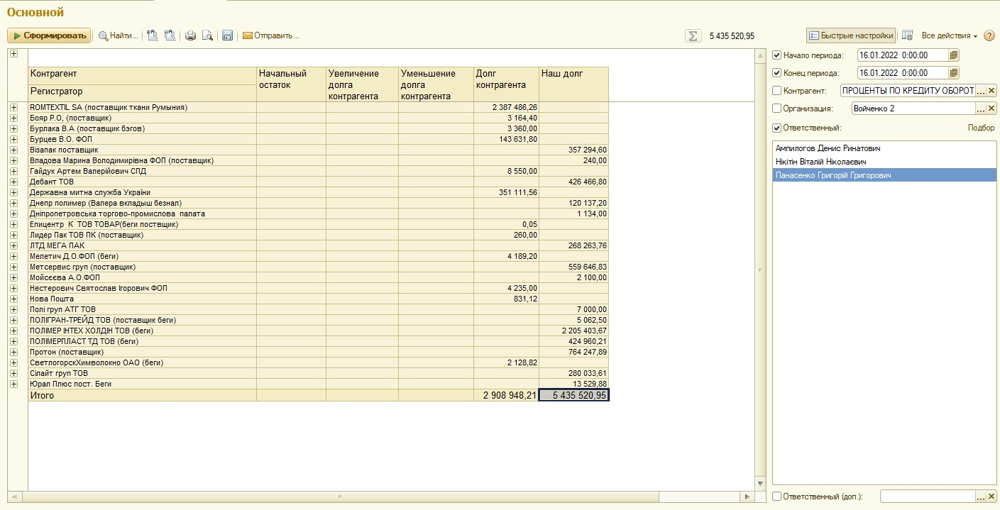 Основной
Сформировать Найти... Отправить... Σ 5 435 520,95 Быстрые настройки Все действия ?
Контрагент Начальный остаток Увеличение долга контрагента Уменьшение долга контрагента Долг контрагента Наш долг
Регистратор
ROMTEXTIL SA (поставщик ткани Румыния) 2 387 486,26
Бояр Р.О, (поставщик) 3 164,40
Бурлака В.А (поставщик бэгов) 3 360,00
Бурцев В.О. ФОП 143 631,80
Візапак поставщик 357 294,60
Владова Марина Володимирівна ФОП (поставщик) 240,00
Гайдук Артем Валерійович СПД 8 550,00
Дебант ТОВ 426 466,80
Державна митна служба України 351 111,56
Днепр полимер (Валера вкладыш безнал) 120 137,20
Дніпропетровська торгово-промислова палата 1 134,00
Епицентр К ТОВ ТОВАР(беги поствщик) 0,05
Лидер Пак ТОВ ПК (поставщик) 260,00
ЛТД МЕГА ПАК 268 263,76
Мелетич Д.О.ФОП (беги) 4 189,20
Метсервис груп (поставщик) 559 646,83
Мойсєєва А.О.ФОП 2 100,00
Нестерович Святослав Ігорович ФОП 4 235,00
Нова Пошта 831,12
Полі груп АТГ ТОВ 7 000,00
ПОЛІГРАН-ТРЕЙД ТОВ (поставщик беги) 5 062,50
ПОЛІМЕР ІНТЕХ ХОЛДІН ТОВ (беги) 2 205 403,67
ПОЛІМЕРПЛАСТ ТД ТОВ (беги) 424 960,21
Протон (поставщик) 764 247,89
СветлогорскХимволокно ОАО (беги) 2 128,82
Сілайт груп ТОВ 280 033,61
Юрал Плюс пост. Беги 13 529,88
Итого 2 908 948,21 5 435 520,95
Начало периода: 16.01.2022 0:00:00
Конец периода: 16.01.2022 0:00:00
Контрагент: ПРОЦЕНТЫ ПО КРЕДИТУ ОБОРОТ ...
Организация: Войченко 2 ...
Ответственный: Подбор
Ампилогов Денис Ринатович
Нікітін Віталій Ніколаєвич
Панасенко Григорій Григорович
Ответственный (доп.): ...